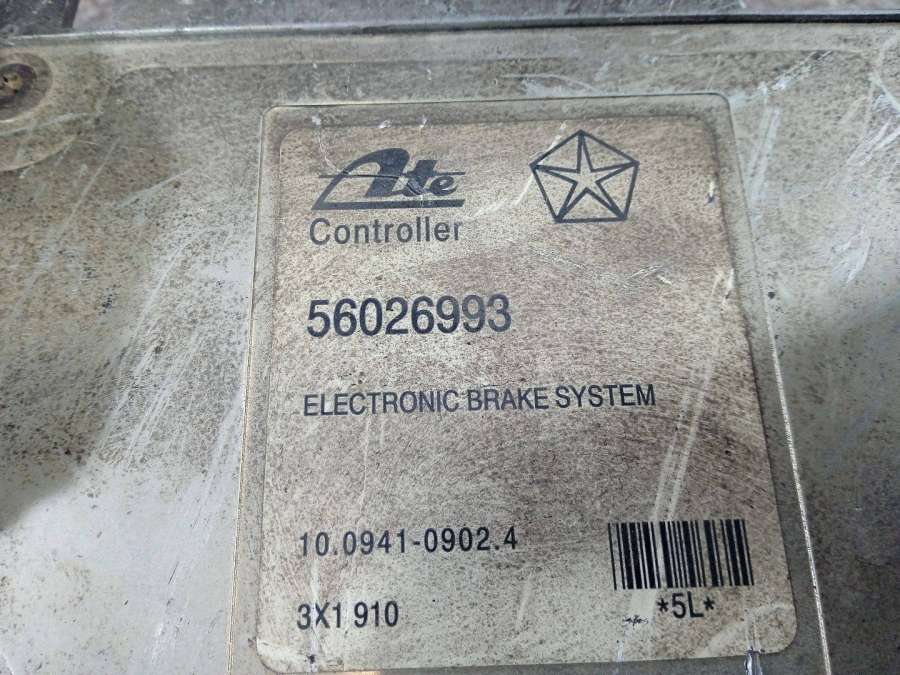 Ate
Controller
56026993
ELECTRONIC BRAKE SYSTEM
10.0941-0902.4
3X1 910
*5L*